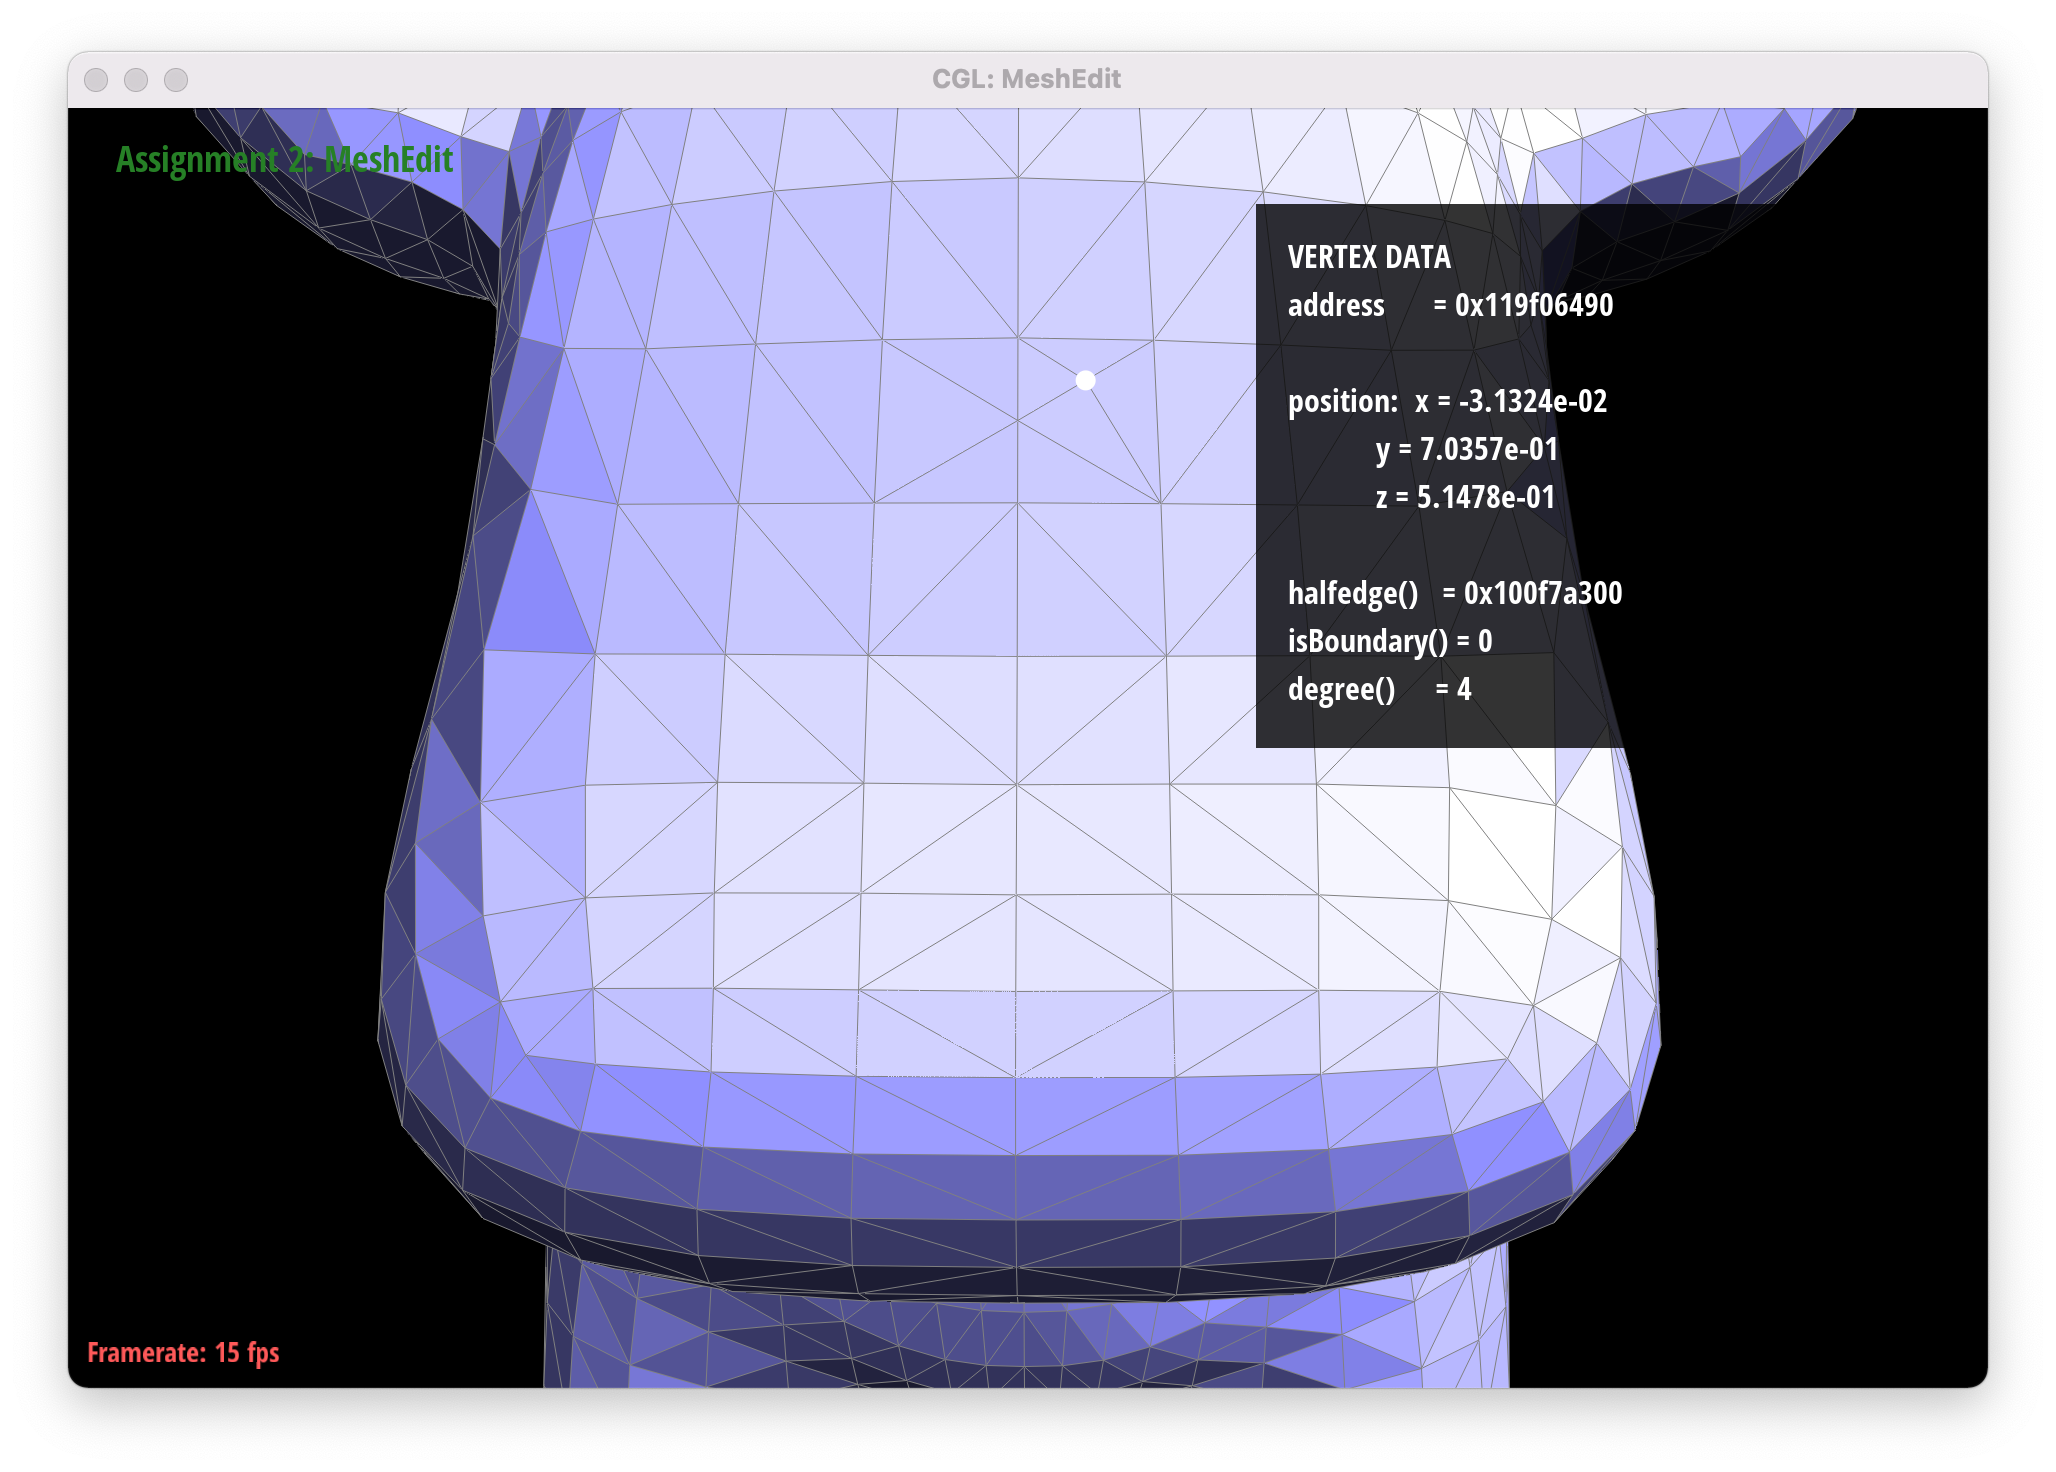 CGL: MeshEdit
Assignment 2: MeshEdit
VERTEX DATA
address = 0x119f06490
position: x = -3.1324e-02
y = 7.0357e-01
z = 5.1478e-01
halfedge() = 0x100f7a300
isBoundary() = 0
degree() = 4
Framerate: 15 fps